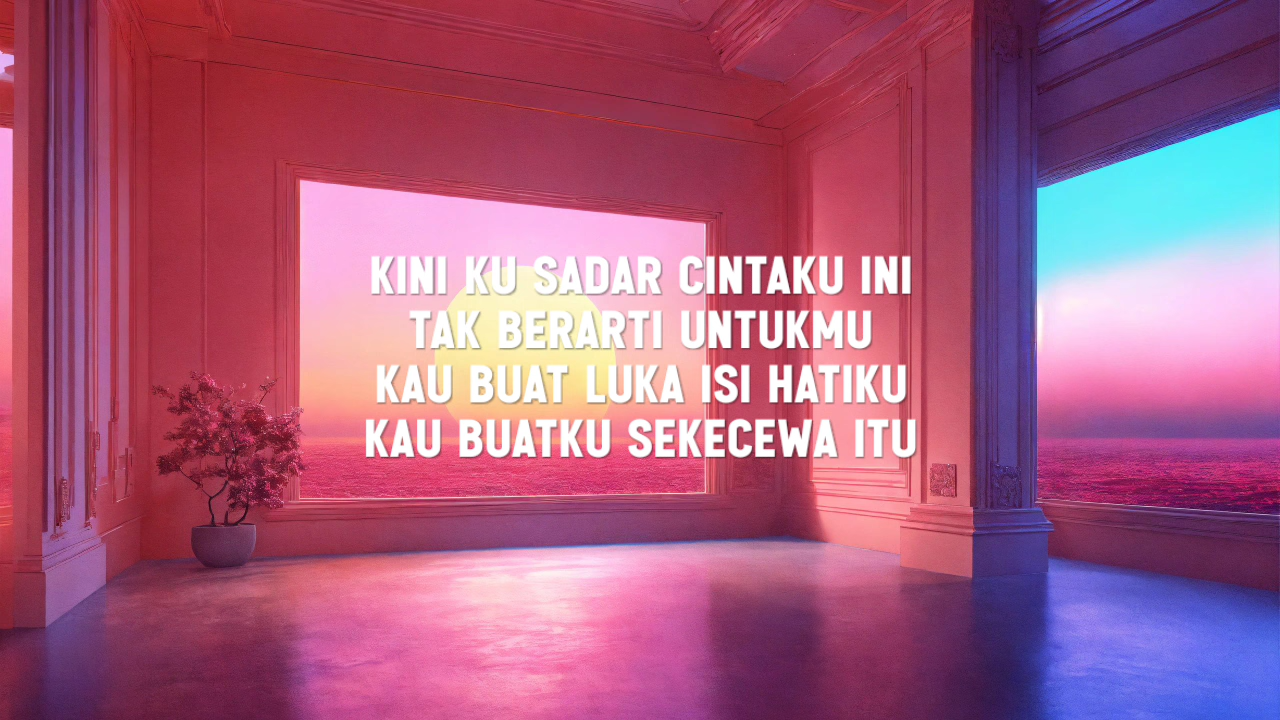 KINI KU SADAR CINTAKU INI
TAK BERARTI UNTUKMU
KAU BUAT LUKA ISI HATIKU
KAU BUATKU SEKECEWA ITU